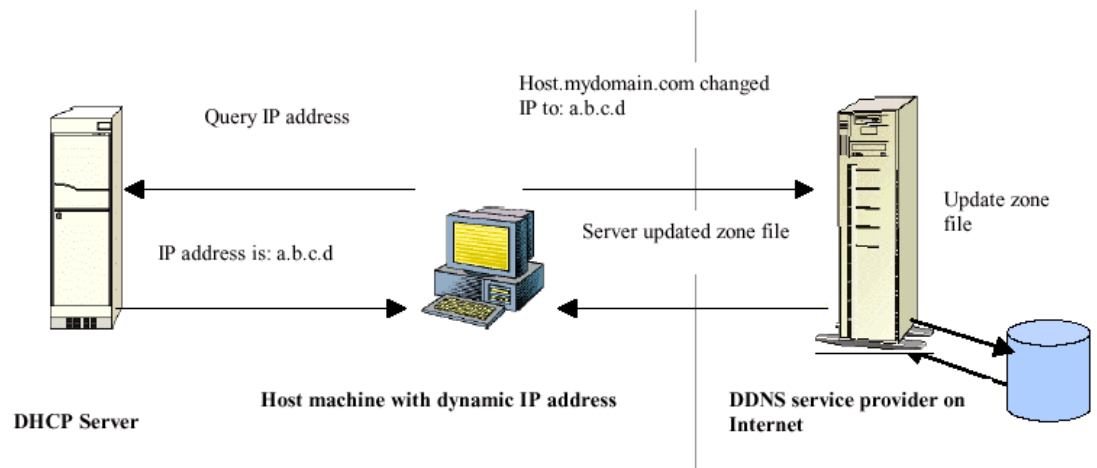 Host.mydomain.com changed
IP to: a.b.c.d
Query IP address
Update zone
file
Server updated zone file
IP address is: a.b.c.d
Host machine with dynamic IP address
DDNS service provider on
Internet
DHCP Server